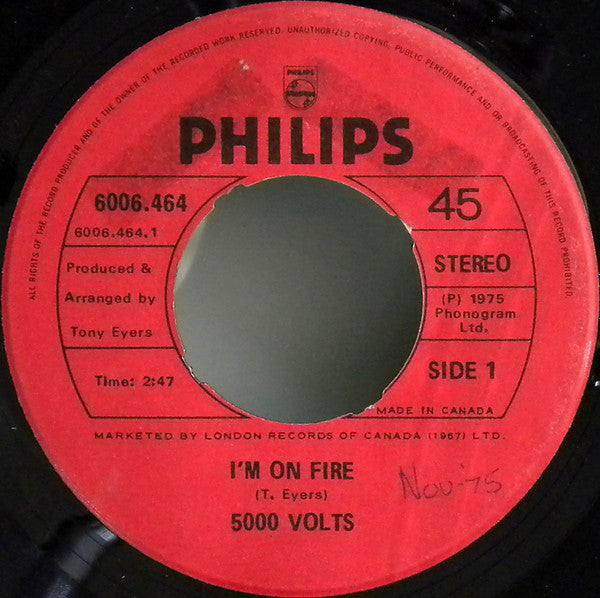 ALL RIGHTS OF THE RECORD PRODUCER AND OF THE OWNER OF THE RECORDED WORK RESERVED. UNAUTHORIZED COPYING, PUBLIC PERFORMANCE AND OR BROADCASTING OF THIS RECORD PROHIBITED.
PHILIPS
PHILIPS
6006.464
6006.464.1
Produced &
Arranged by
Tony Eyers
Time: 2:47
45
STEREO
(P) 1975
Phonogram
Ltd.
SIDE 1
MADE IN CANADA
MARKETED BY LONDON RECORDS OF CANADA (1967) LTD.
I'M ON FIRE
(T. Eyers)
5000 VOLTS
Nov-'75